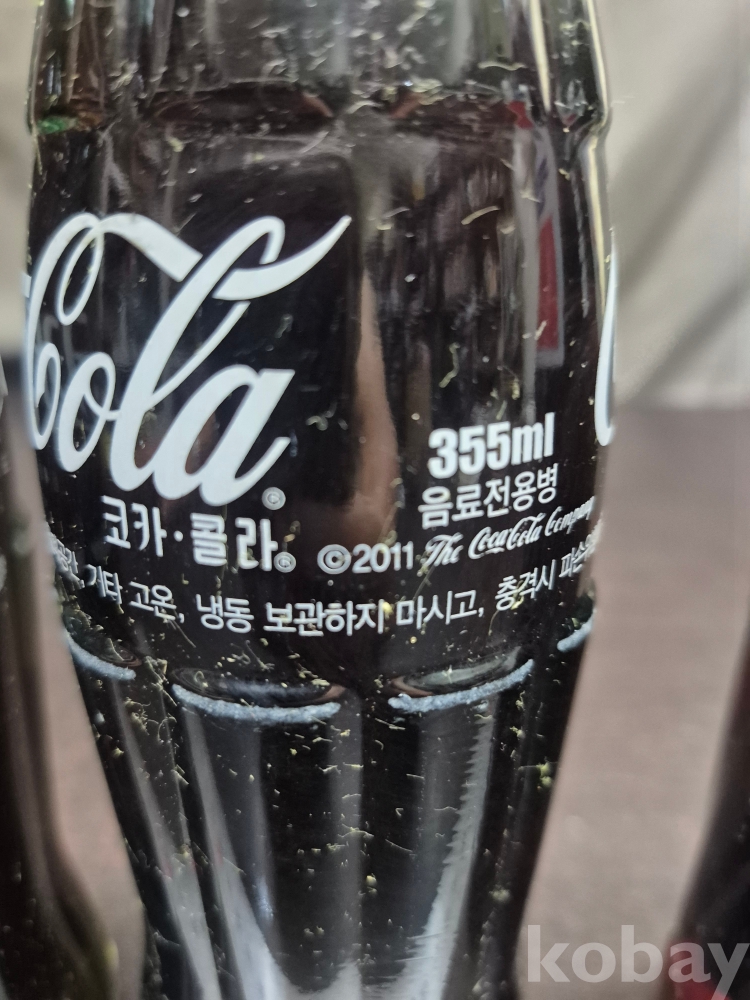 Cola®
코카·콜라®
355ml
음료전용병
©2011 The Coca-Cola Company
기타 고온, 냉동 보관하지 마시고, 충격시
kobay